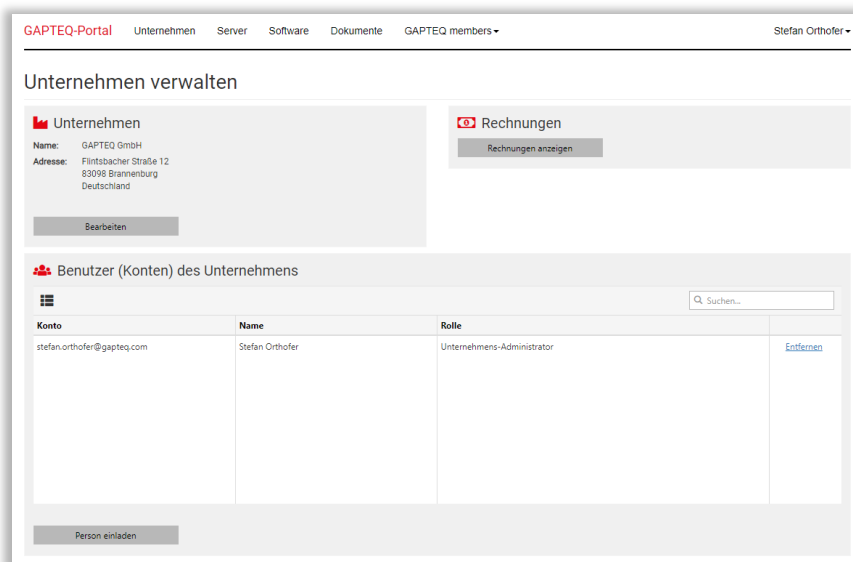 GAPTEQ-Portal Unternehmen Server Software Dokumente GAPTEQ members Stefan Orthofer
Unternehmen verwalten
Unternehmen
Name: GAPTEQ GmbH
Adresse: Flintsbacher Straße 12
83098 Brannenburg
Deutschland
Bearbeiten
Rechnungen
Rechnungen anzeigen
Benutzer (Konten) des Unternehmens
Suchen...
Konto Name Rolle
stefan.orthofer@gapteq.com Stefan Orthofer Unternehmens-Administrator Entfernen
Person einladen